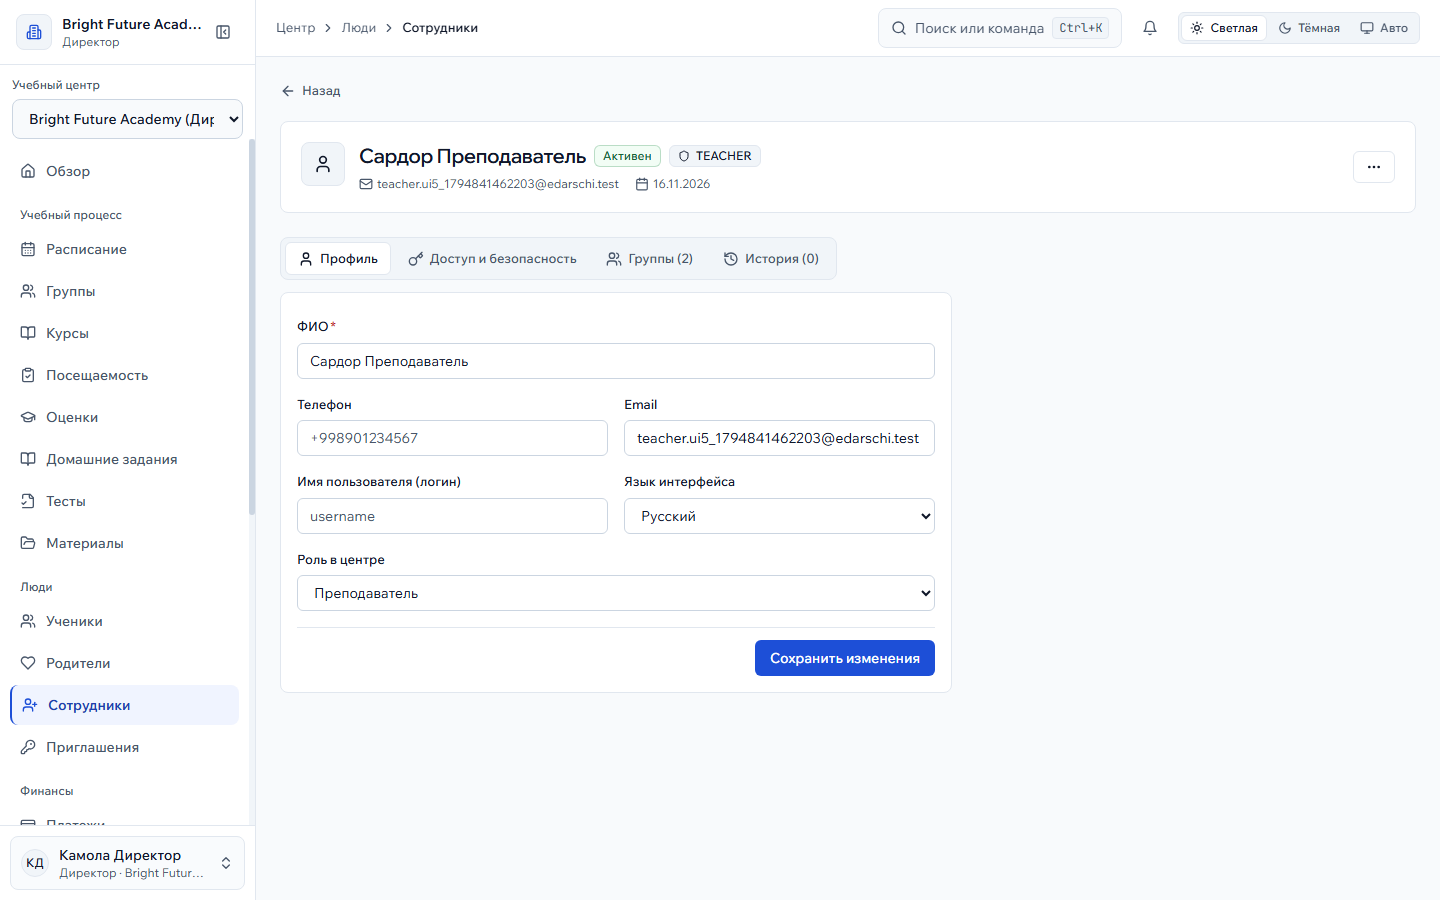 Bright Future Acad...
Директор
Учебный центр
Bright Future Academy (Дир
Обзор
Учебный процесс
Расписание
Группы
Курсы
Посещаемость
Оценки
Домашние задания
Тесты
Материалы
Люди
Ученики
Родители
Сотрудники
Приглашения
Финансы
Платежи
КД
Камола Директор
Директор · Bright Futur...
Центр > Люди > Сотрудники
Поиск или команда Ctrl+K
Светлая Тёмная Авто
Назад
Сардор Преподаватель Активен TEACHER
teacher.ui5_1794841462203@edarschi.test 16.11.2026
Профиль Доступ и безопасность Группы (2) История (0)
ФИО*
Сардор Преподаватель
Телефон Email
+998901234567 teacher.ui5_1794841462203@edarschi.test
Имя пользователя (логин) Язык интерфейса
username Русский
Роль в центре
Преподаватель
Сохранить изменения